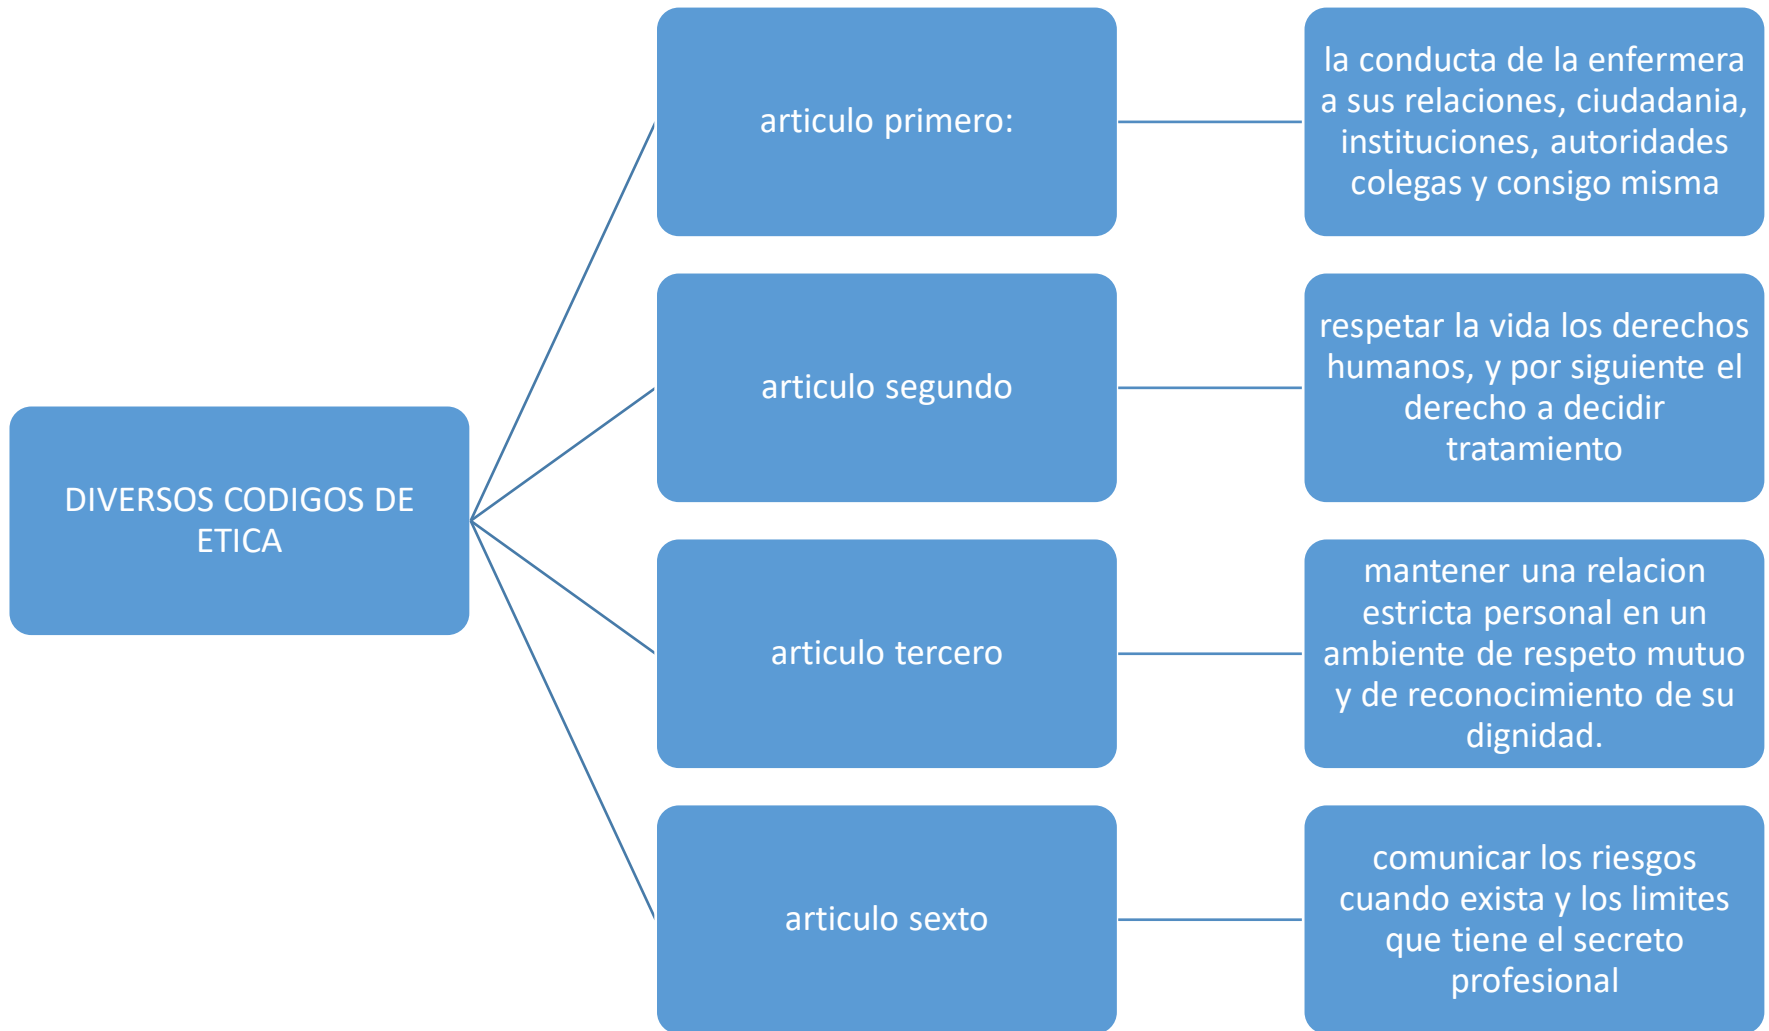 DIVERSOS CODIGOS DE
ETICA
articulo primero:
la conducta de la enfermera
a sus relaciones, ciudadania,
instituciones, autoridades
colegas y consigo misma
articulo segundo
respetar la vida los derechos
humanos, y por siguiente el
derecho a decidir
tratamiento
articulo tercero
mantener una relacion
estricta personal en un
ambiente de respeto mutuo
y de reconocimiento de su
dignidad.
articulo sexto
comunicar los riesgos
cuando exista y los limites
que tiene el secreto
profesional